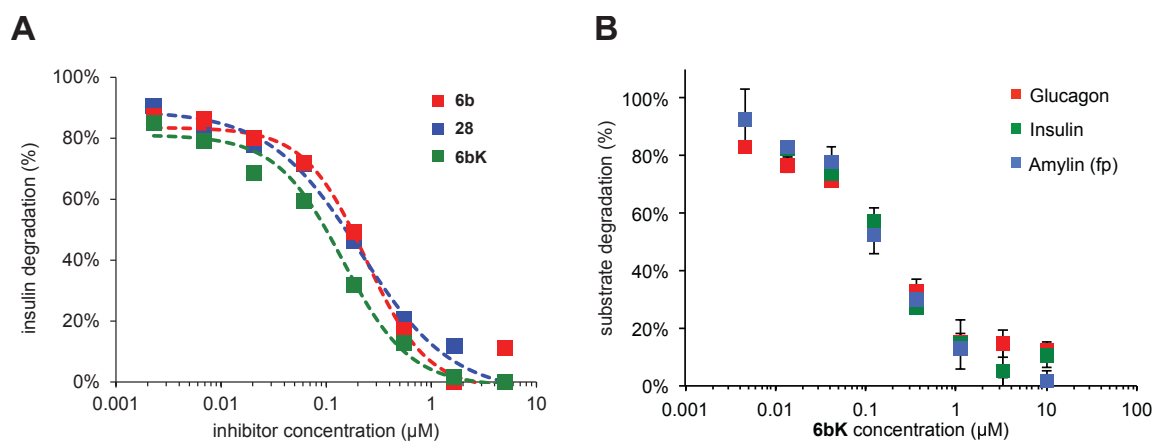 A
insulin degradation (%)
100%
80%
60%
40%
20%
0%
0.001
0.01
0.1
1
10
inhibitor concentration (μM)
6b
28
6bK
B
substrate degradation (%)
100%
80%
60%
40%
20%
0%
0.001
0.01
0.1
1
10
100
6bK concentration (μM)
Glucagon
Insulin
Amylin (fp)